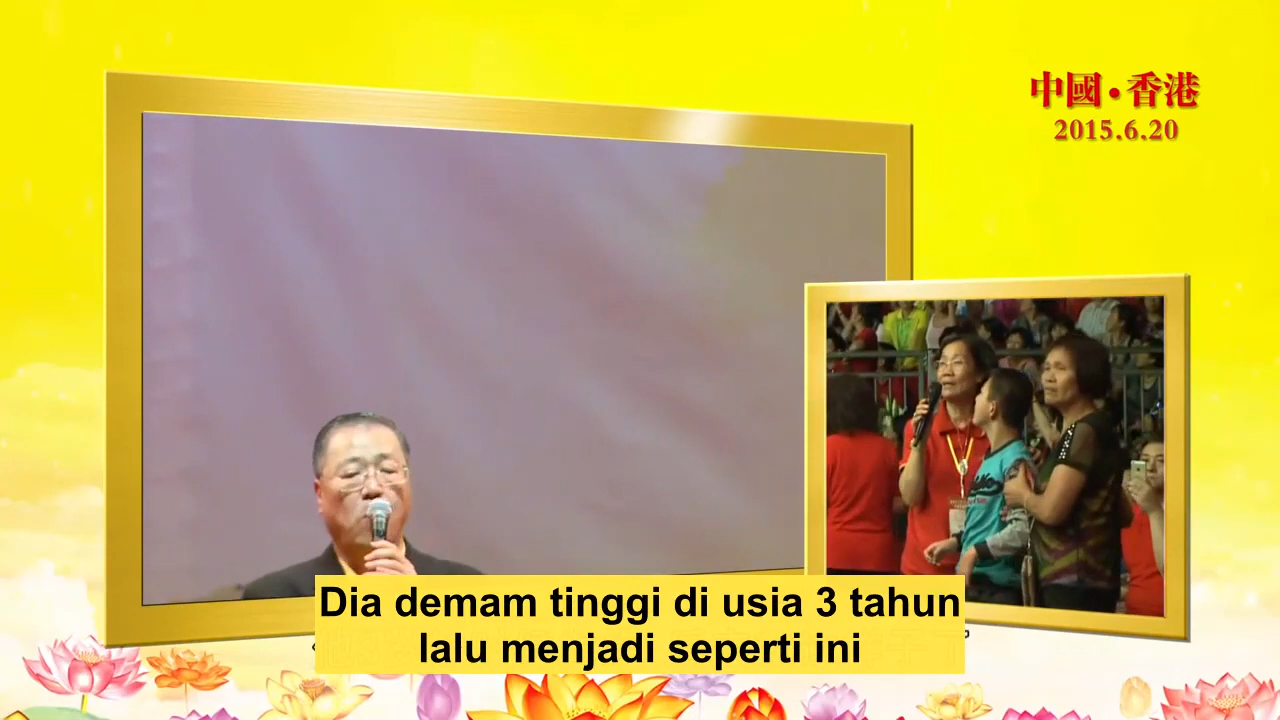 中國•香港
2015.6.20
Dia demam tinggi di usia 3 tahun
lalu menjadi seperti ini